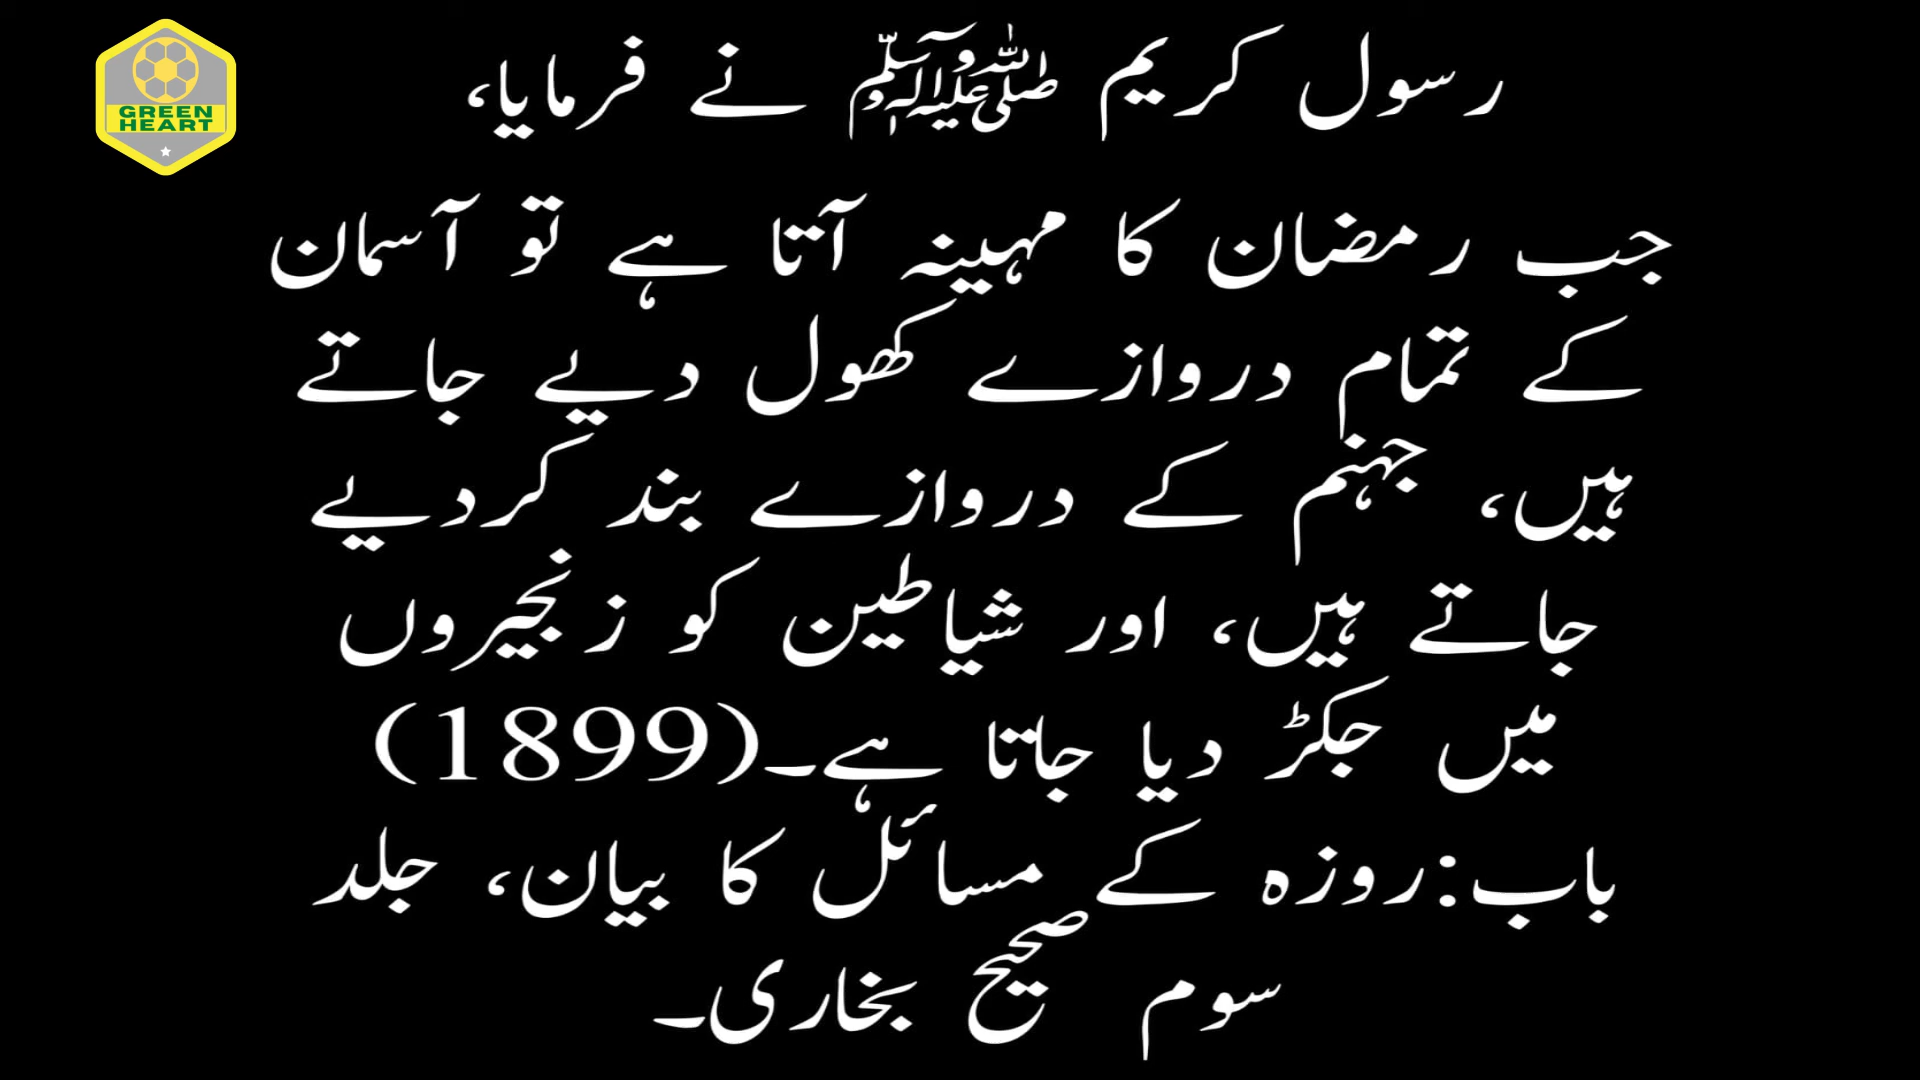 GREEN
HEART
رسول کریم ﷺ نے فرمایا،
جب رمضان کا مہینہ آتا ہے تو آسمان
کے تمام دروازے کھول دیے جاتے
ہیں، جہنم کے دروازے بند کردیے
جاتے ہیں، اور شیاطین کو زنجیروں
میں جکڑ دیا جاتا ہے۔(1899)
باب:روزہ کے مسائل کا بیان، جلد
سوم صحیح بخاری۔